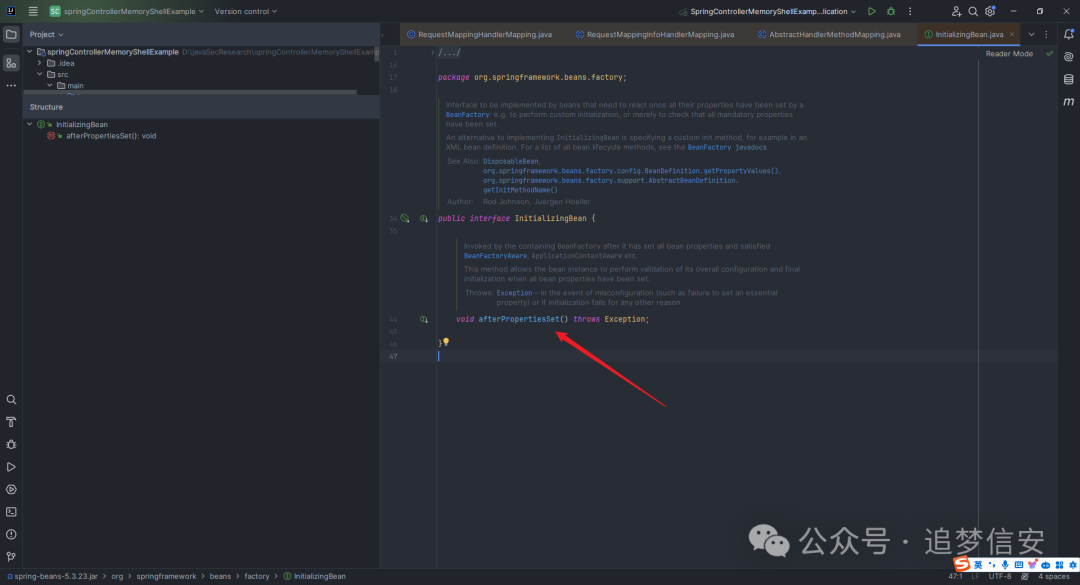 SC springControllerMemoryShellExample Version control SpringControllerMemoryShellExamp...lication
Project
RequestMappingHandlerMapping.java RequestMappingInfoHandlerMapping.java AbstractHandlerMethodMapping.java InitializingBean.java
springControllerMemoryShellExample D:\javaSecResearch\springControllerMemoryShellExamp
.idea
src
main
Structure
InitializingBean
afterPropertiesSet(): void
Reader Mode
1 /.../
16
17 package org.springframework.beans.factory;
18
Interface to be implemented by beans that need to react once all their properties have been set by a
BeanFactory: e.g. to perform custom initialization, or merely to check that all mandatory properties
have been set.
An alternative to implementing InitializingBean is specifying a custom init method, for example in an
XML bean definition. For a list of all bean lifecycle methods, see the BeanFactory javadocs.
See Also: DisposableBean,
org.springframework.beans.factory.config.BeanDefinition.getPropertyValues(),
org.springframework.beans.factory.support.AbstractBeanDefinition.
getInitMethodName()
Author: Rod Johnson, Juergen Hoeller
34 public interface InitializingBean {
35
Invoked by the containing BeanFactory after it has set all bean properties and satisfied
BeanFactoryAware, ApplicationContextAware etc.
This method allows the bean instance to perform validation of its overall configuration and final
initialization when all bean properties have been set.
Throws: Exception – in the event of misconfiguration (such as failure to set an essential
property) or if initialization fails for any other reason
44 void afterPropertiesSet() throws Exception;
45
46 }
47
公众号 · 追梦信安
英
spring-beans-5.3.23.jar > org > springframework > beans > factory > InitializingBean
47:1 LF UTF-8 4 spaces